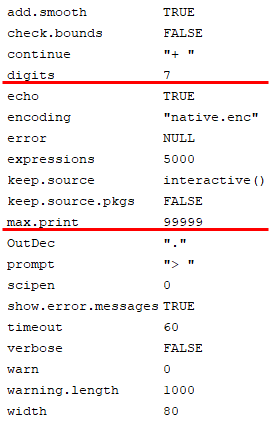 add.smooth TRUE
check.bounds FALSE
continue "+ "
digits 7
echo TRUE
encoding "native.enc"
error NULL
expressions 5000
keep.source interactive()
keep.source.pkgs FALSE
max.print 99999
OutDec "."
prompt "> "
scipen 0
show.error.messages TRUE
timeout 60
verbose FALSE
warn 0
warning.length 1000
width 80